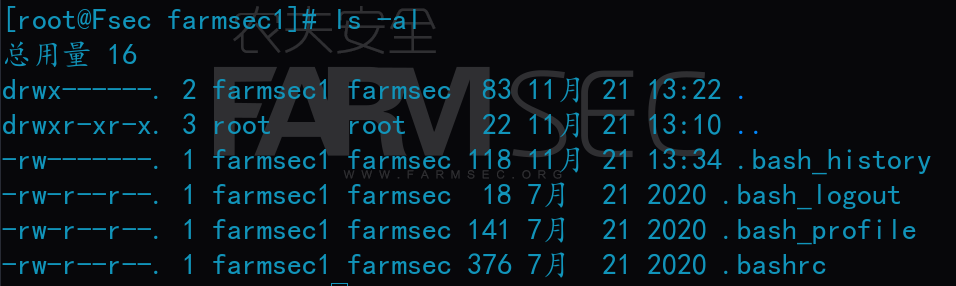 [root@Fsec farmsec1]# ls -al
农夫安全
总用量 16
FARMSEC
drwx------. 2 farmsec1 farmsec  83 11月  21 13:22 .
drwxr-xr-x. 3 root     root     22 11月  21 13:10 ..
-rw-------. 1 farmsec1 farmsec 118 11月  21 13:34 .bash_history
WWW.FARMSEC.ORG
-rw-r--r--. 1 farmsec1 farmsec  18 7月   21 2020 .bash_logout
-rw-r--r--. 1 farmsec1 farmsec 141 7月   21 2020 .bash_profile
-rw-r--r--. 1 farmsec1 farmsec 376 7月   21 2020 .bashrc